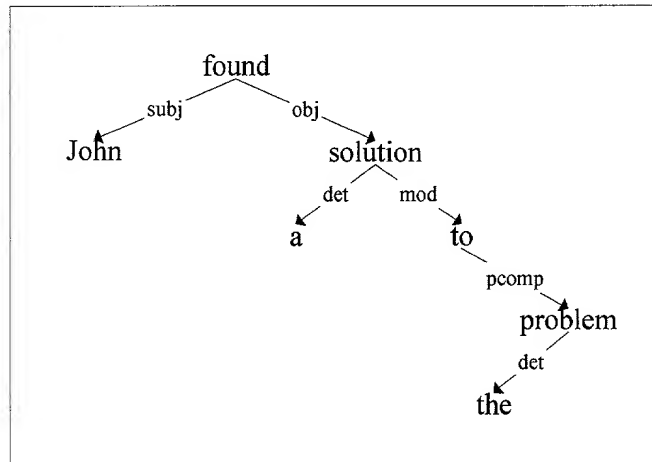 found
subj obj
John solution
det mod
a to
pcomp
problem
det
the